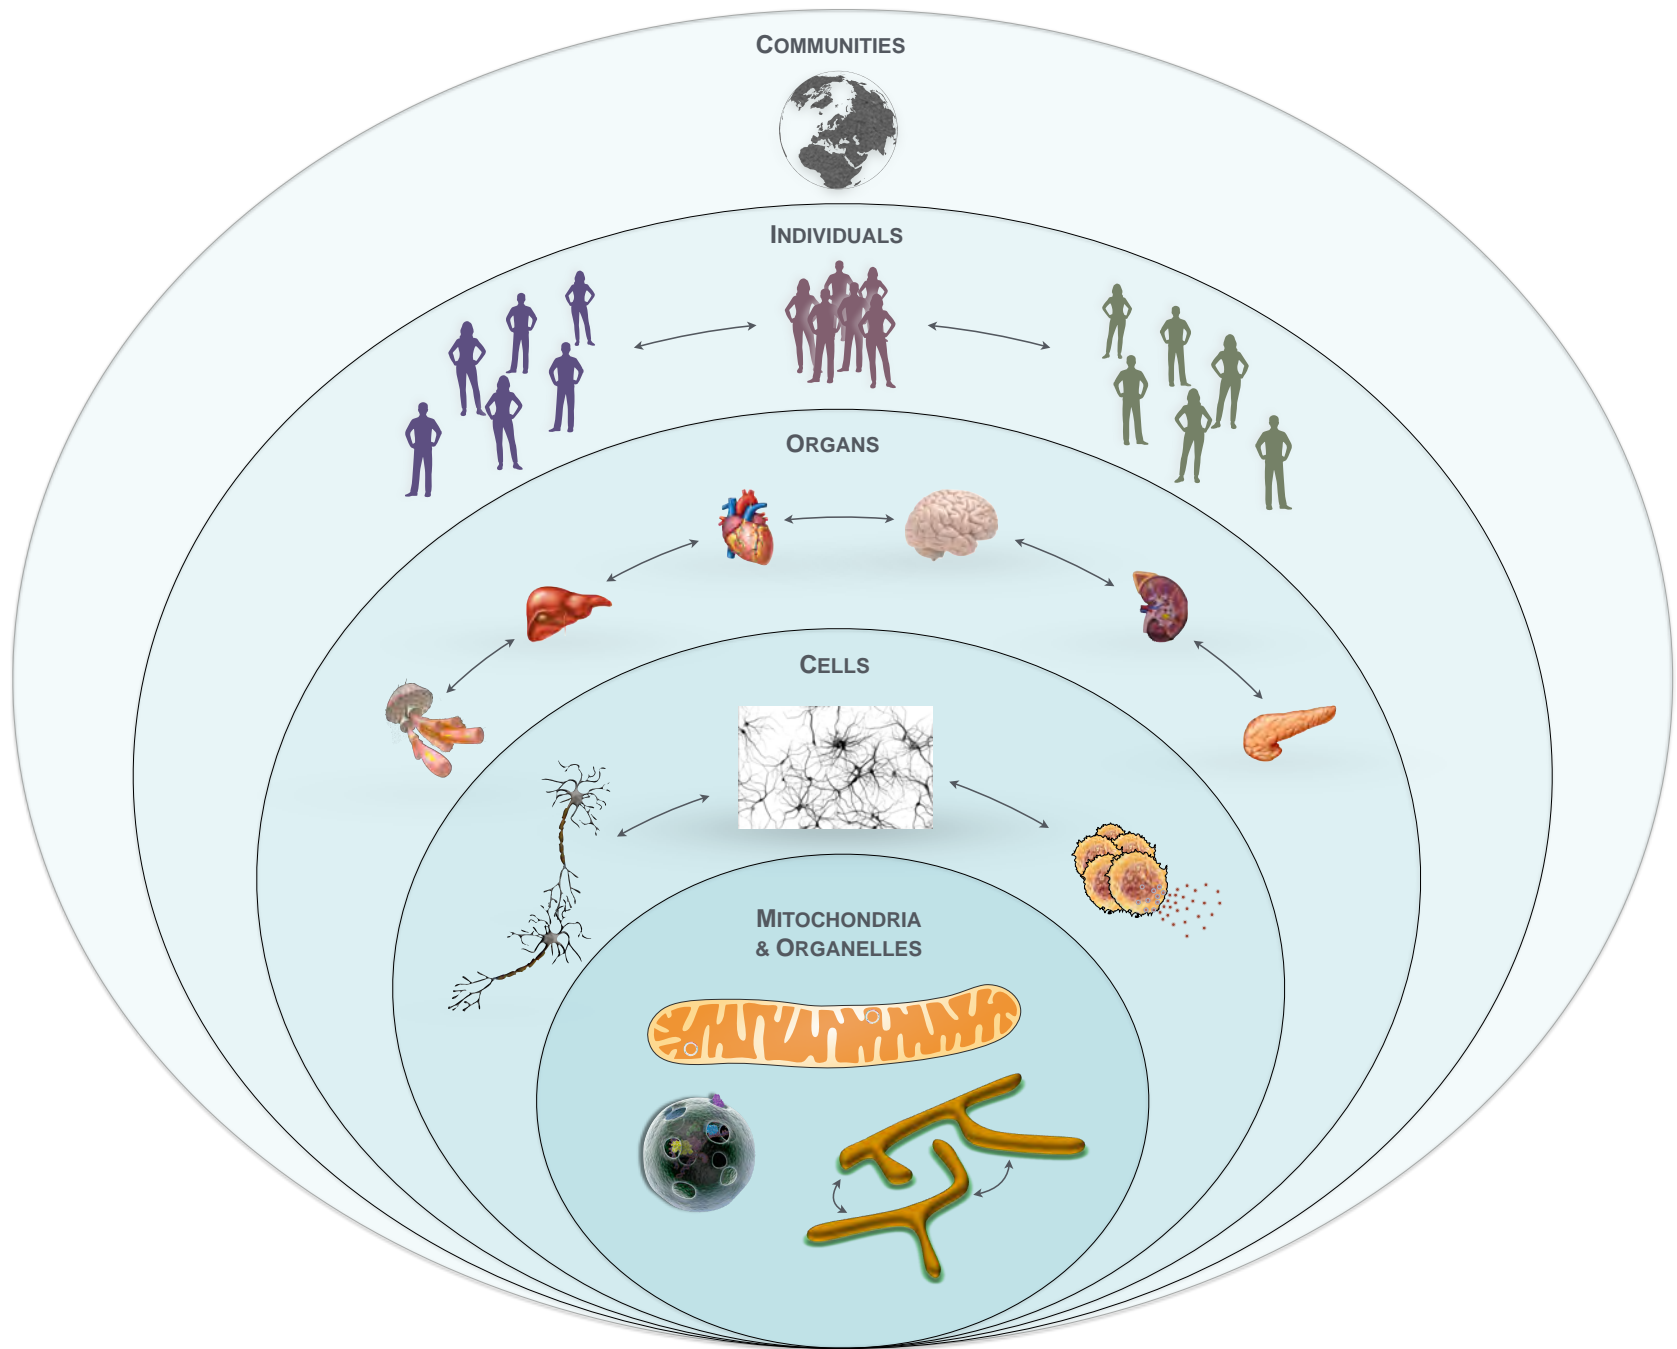 COMMUNITIES
INDIVIDUALS
ORGANS
CELLS
MITOCHONDRIA
& ORGANELLES